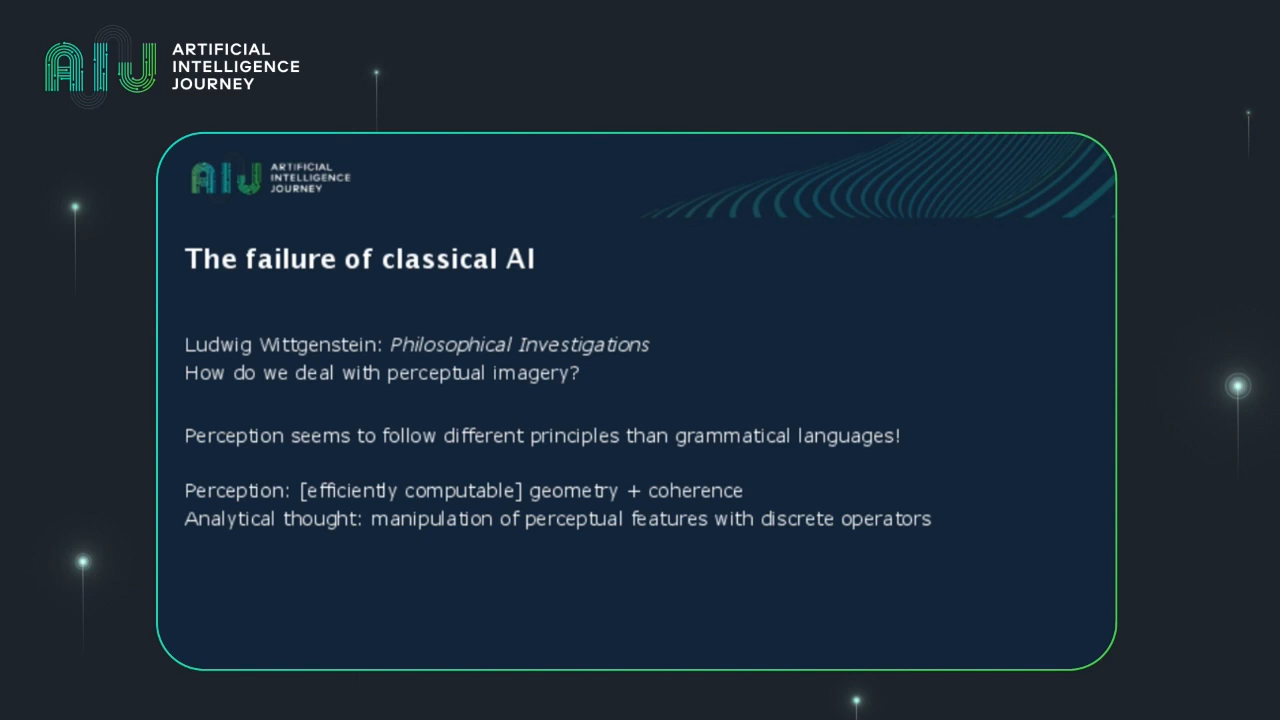 ARTIFICIAL
INTELLIGENCE
JOURNEY
ARTIFICIAL
INTELLIGENCE
JOURNEY
The failure of classical AI
Ludwig Wittgenstein: Philosophical Investigations
How do we deal with perceptual imagery?
Perception seems to follow different principles than grammatical languages!
Perception: [efficiently computable] geometry + coherence
Analytical thought: manipulation of perceptual features with discrete operators